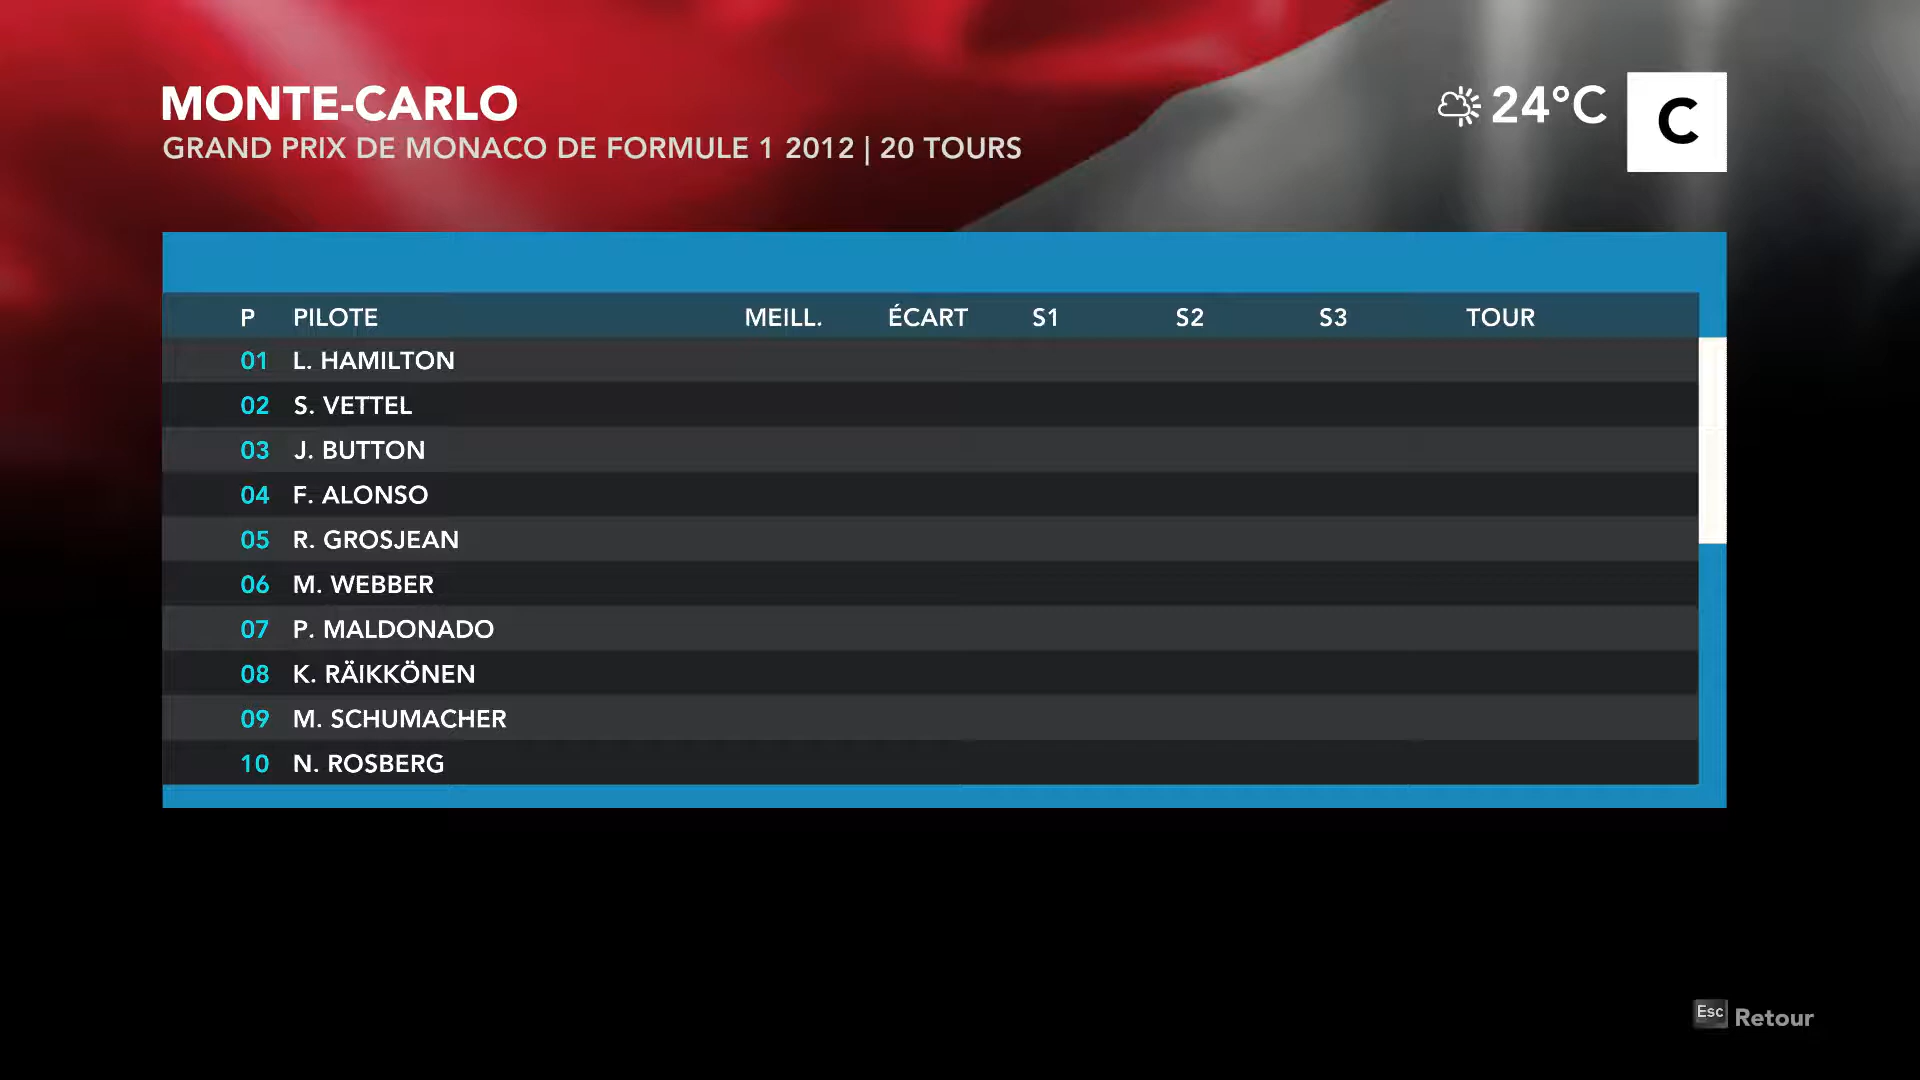 MONTE-CARLO
GRAND PRIX DE MONACO DE FORMULE 1 2012 | 20 TOURS
24°C
C
P PILOTE MEILL. ÉCART S1 S2 S3 TOUR
01 L. HAMILTON
02 S. VETTEL
03 J. BUTTON
04 F. ALONSO
05 R. GROSJEAN
06 M. WEBBER
07 P. MALDONADO
08 K. RÄIKKÖNEN
09 M. SCHUMACHER
10 N. ROSBERG
Esc Retour